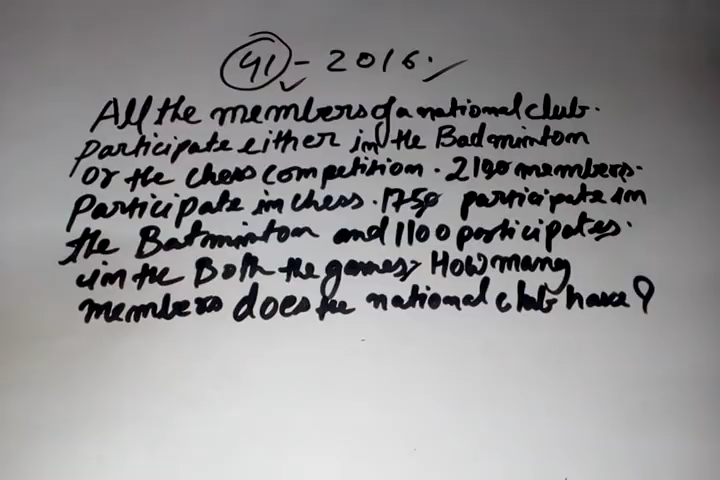 41 - 2016.
All the members of a national club.
Participate either in the Badminton
or the chess competition. 2100 members.
Participate in chess. 1750 participate in
the Batminton and 1100 participates.
in the Both the games, How many
members does the national club have?